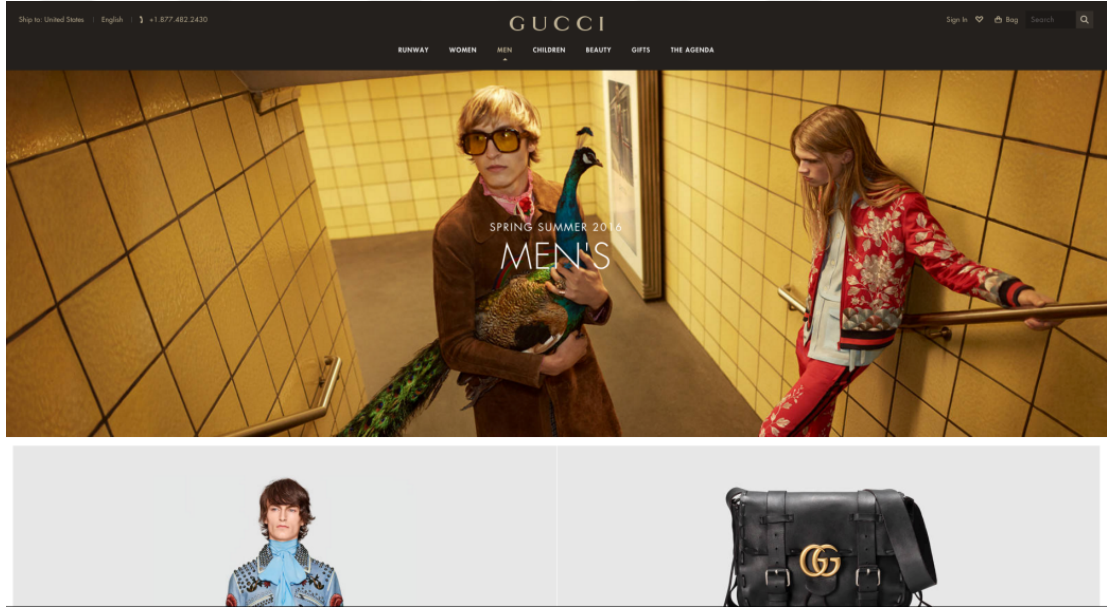 Ship to: United States | English | +1.877.482.2430
GUCCI
Sign In Bag Search
RUNWAY WOMEN MEN CHILDREN BEAUTY GIFTS THE AGENDA
SPRING SUMMER 2016
MEN'S
GG